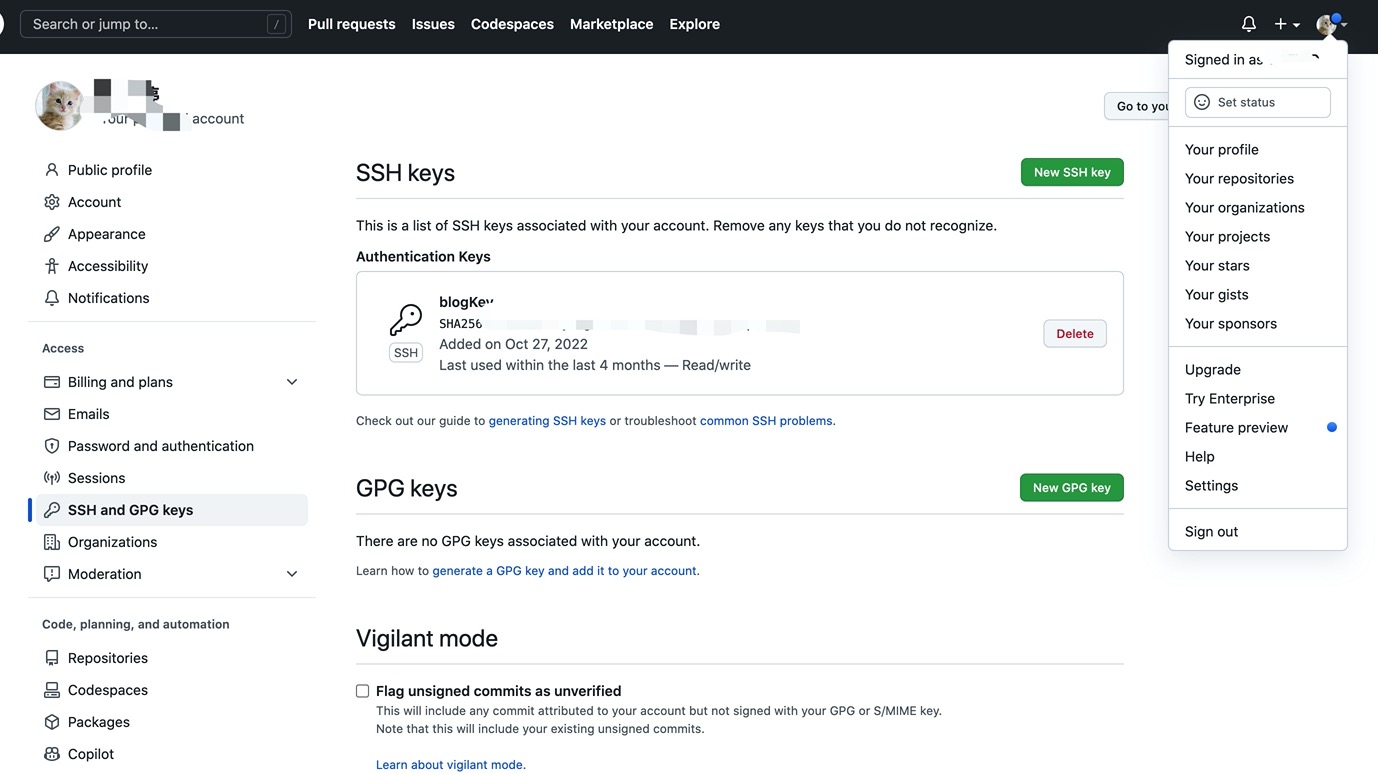 Search or jump to... /
Pull requests Issues Codespaces Marketplace Explore
Signed in as
Set status
Your profile
Your repositories
Your organizations
Your projects
Your stars
Your gists
Your sponsors
Upgrade
Try Enterprise
Feature preview
Help
Settings
Sign out
account
Go to you
Public profile
Account
Appearance
Accessibility
Notifications
Access
Billing and plans
Emails
Password and authentication
Sessions
SSH and GPG keys
Organizations
Moderation
Code, planning, and automation
Repositories
Codespaces
Packages
Copilot
SSH keys
New SSH key
This is a list of SSH keys associated with your account. Remove any keys that you do not recognize.
Authentication Keys
blogKey
SHA256
Added on Oct 27, 2022
Last used within the last 4 months — Read/write
SSH
Delete
Check out our guide to generating SSH keys or troubleshoot common SSH problems.
GPG keys
New GPG key
There are no GPG keys associated with your account.
Learn how to generate a GPG key and add it to your account.
Vigilant mode
Flag unsigned commits as unverified
This will include any commit attributed to your account but not signed with your GPG or S/MIME key.
Note that this will include your existing unsigned commits.
Learn about vigilant mode.